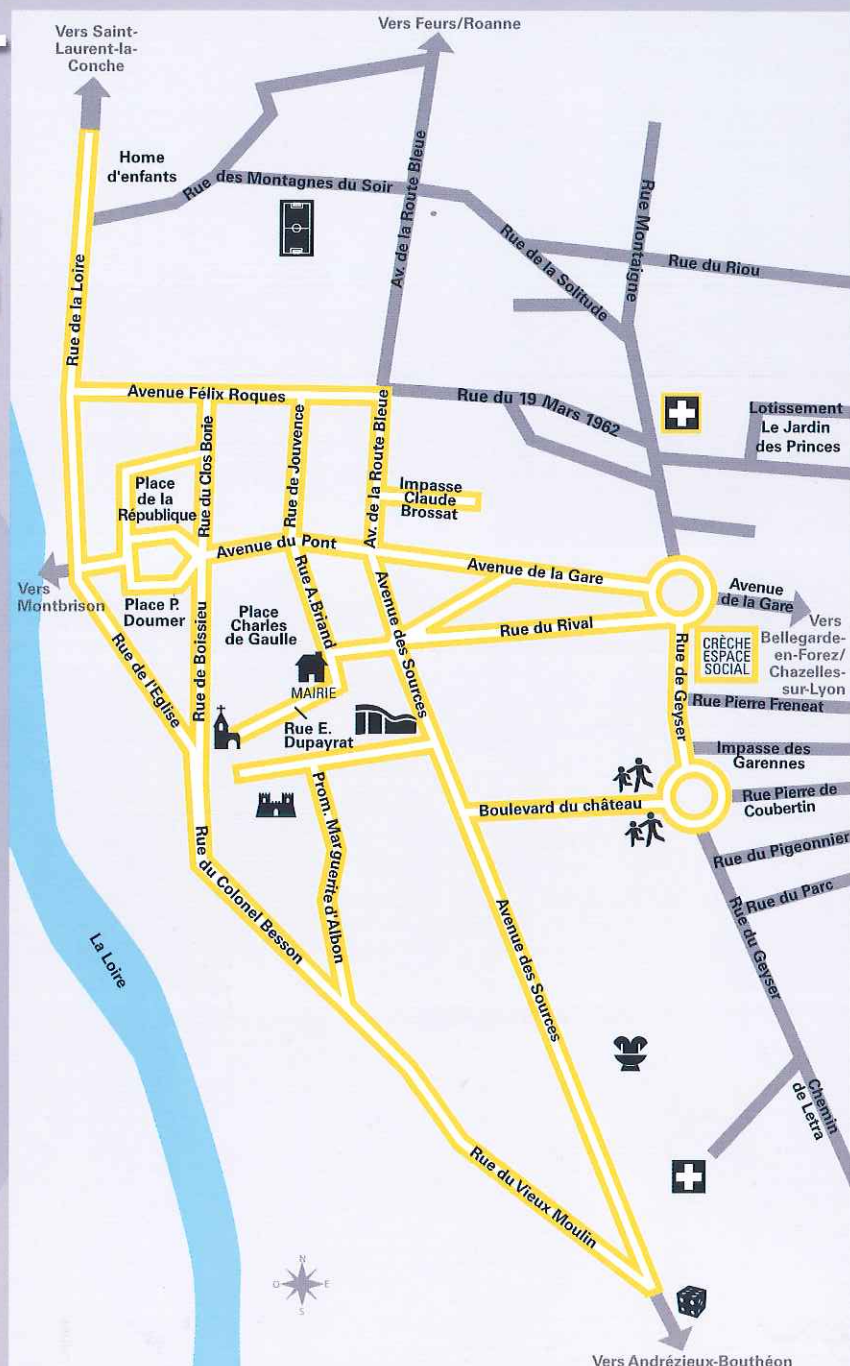 Vers Saint-
Laurent-la-
Conche
Vers Feurs/Roanne
Home
d'enfants
Rue des Montagnes du Soir
Av. de la Route Bleue
Rue Montaigne
Rue de la Solitude
Rue du Riou
Rue de la Loire
Avenue Félix Roques
Rue du 19 Mars 1962
Lotissement
Le Jardin
des Princes
Rue du Clos Borie
Rue de Jouvence
Av. de la Route Bleue
Impasse
Claude
Brossat
Place
de la
République
Avenue du Pont
Avenue de la Gare
Avenue
de la Gare
Vers
Montbrison
Place P.
Doumer
Rue A.Briand
Place
Charles
de Gaulle
Avenue des Sources
Rue du Rival
CRÈCHE
ESPACE
SOCIAL
Vers
Bellegarde-
en-Forez/
Chazelles-
sur-Lyon
Rue de l'Eglise
Rue de Boissieu
MAIRIE
Rue E.
Dupayrat
Rue de Geyser
Rue Pierre Freneat
Impasse des
Garennes
Rue Pierre de
Coubertin
Boulevard du château
Prom. Marguerite d'Albon
Rue du Pigeonnier
Rue du Parc
Rue du Colonel Besson
Avenue des Sources
Rue du Geyser
La Loire
Chemin
de Letra
Rue du Vieux Moulin
N
O
E
S
Vers Andrézieux-Bouthéon